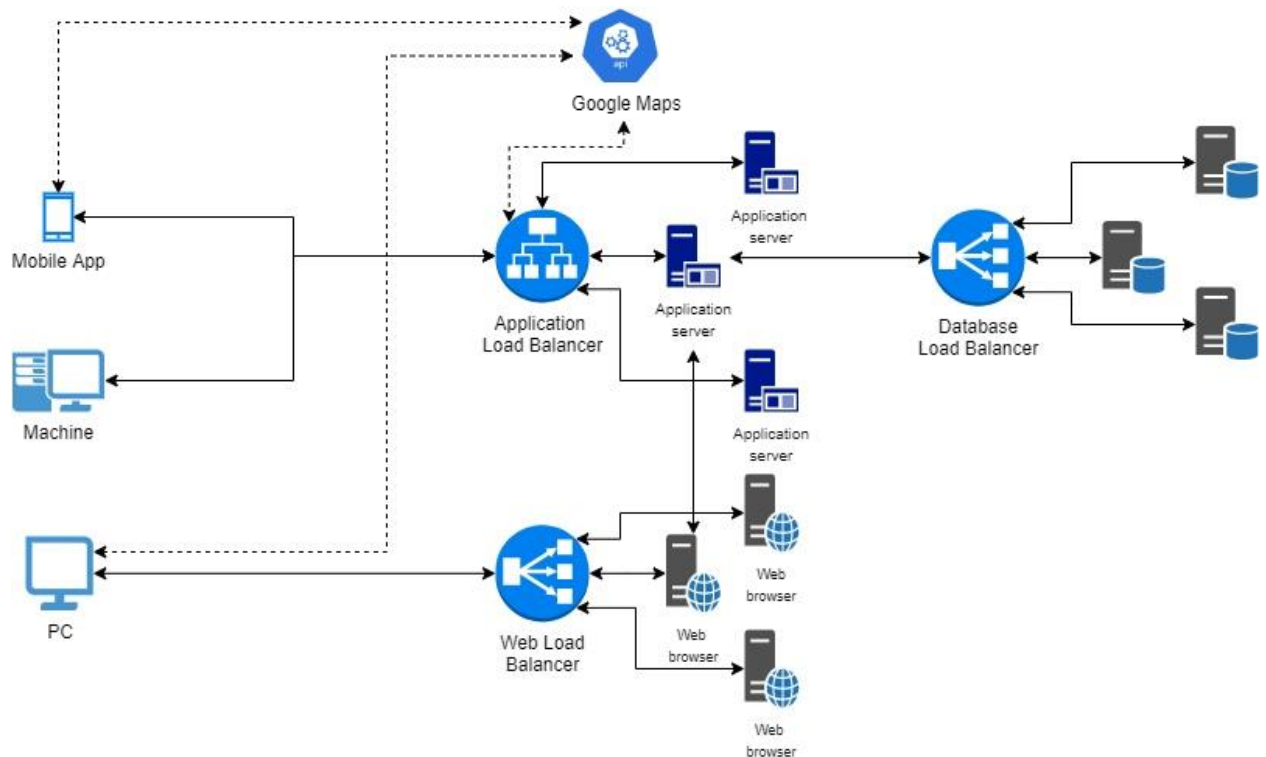 api
Google Maps
Application
server
Mobile App
Application
Load Balancer
Application
server
Database
Load Balancer
Machine
Application
server
PC
Web Load
Balancer
Web
browser
Web
browser
Web
browser